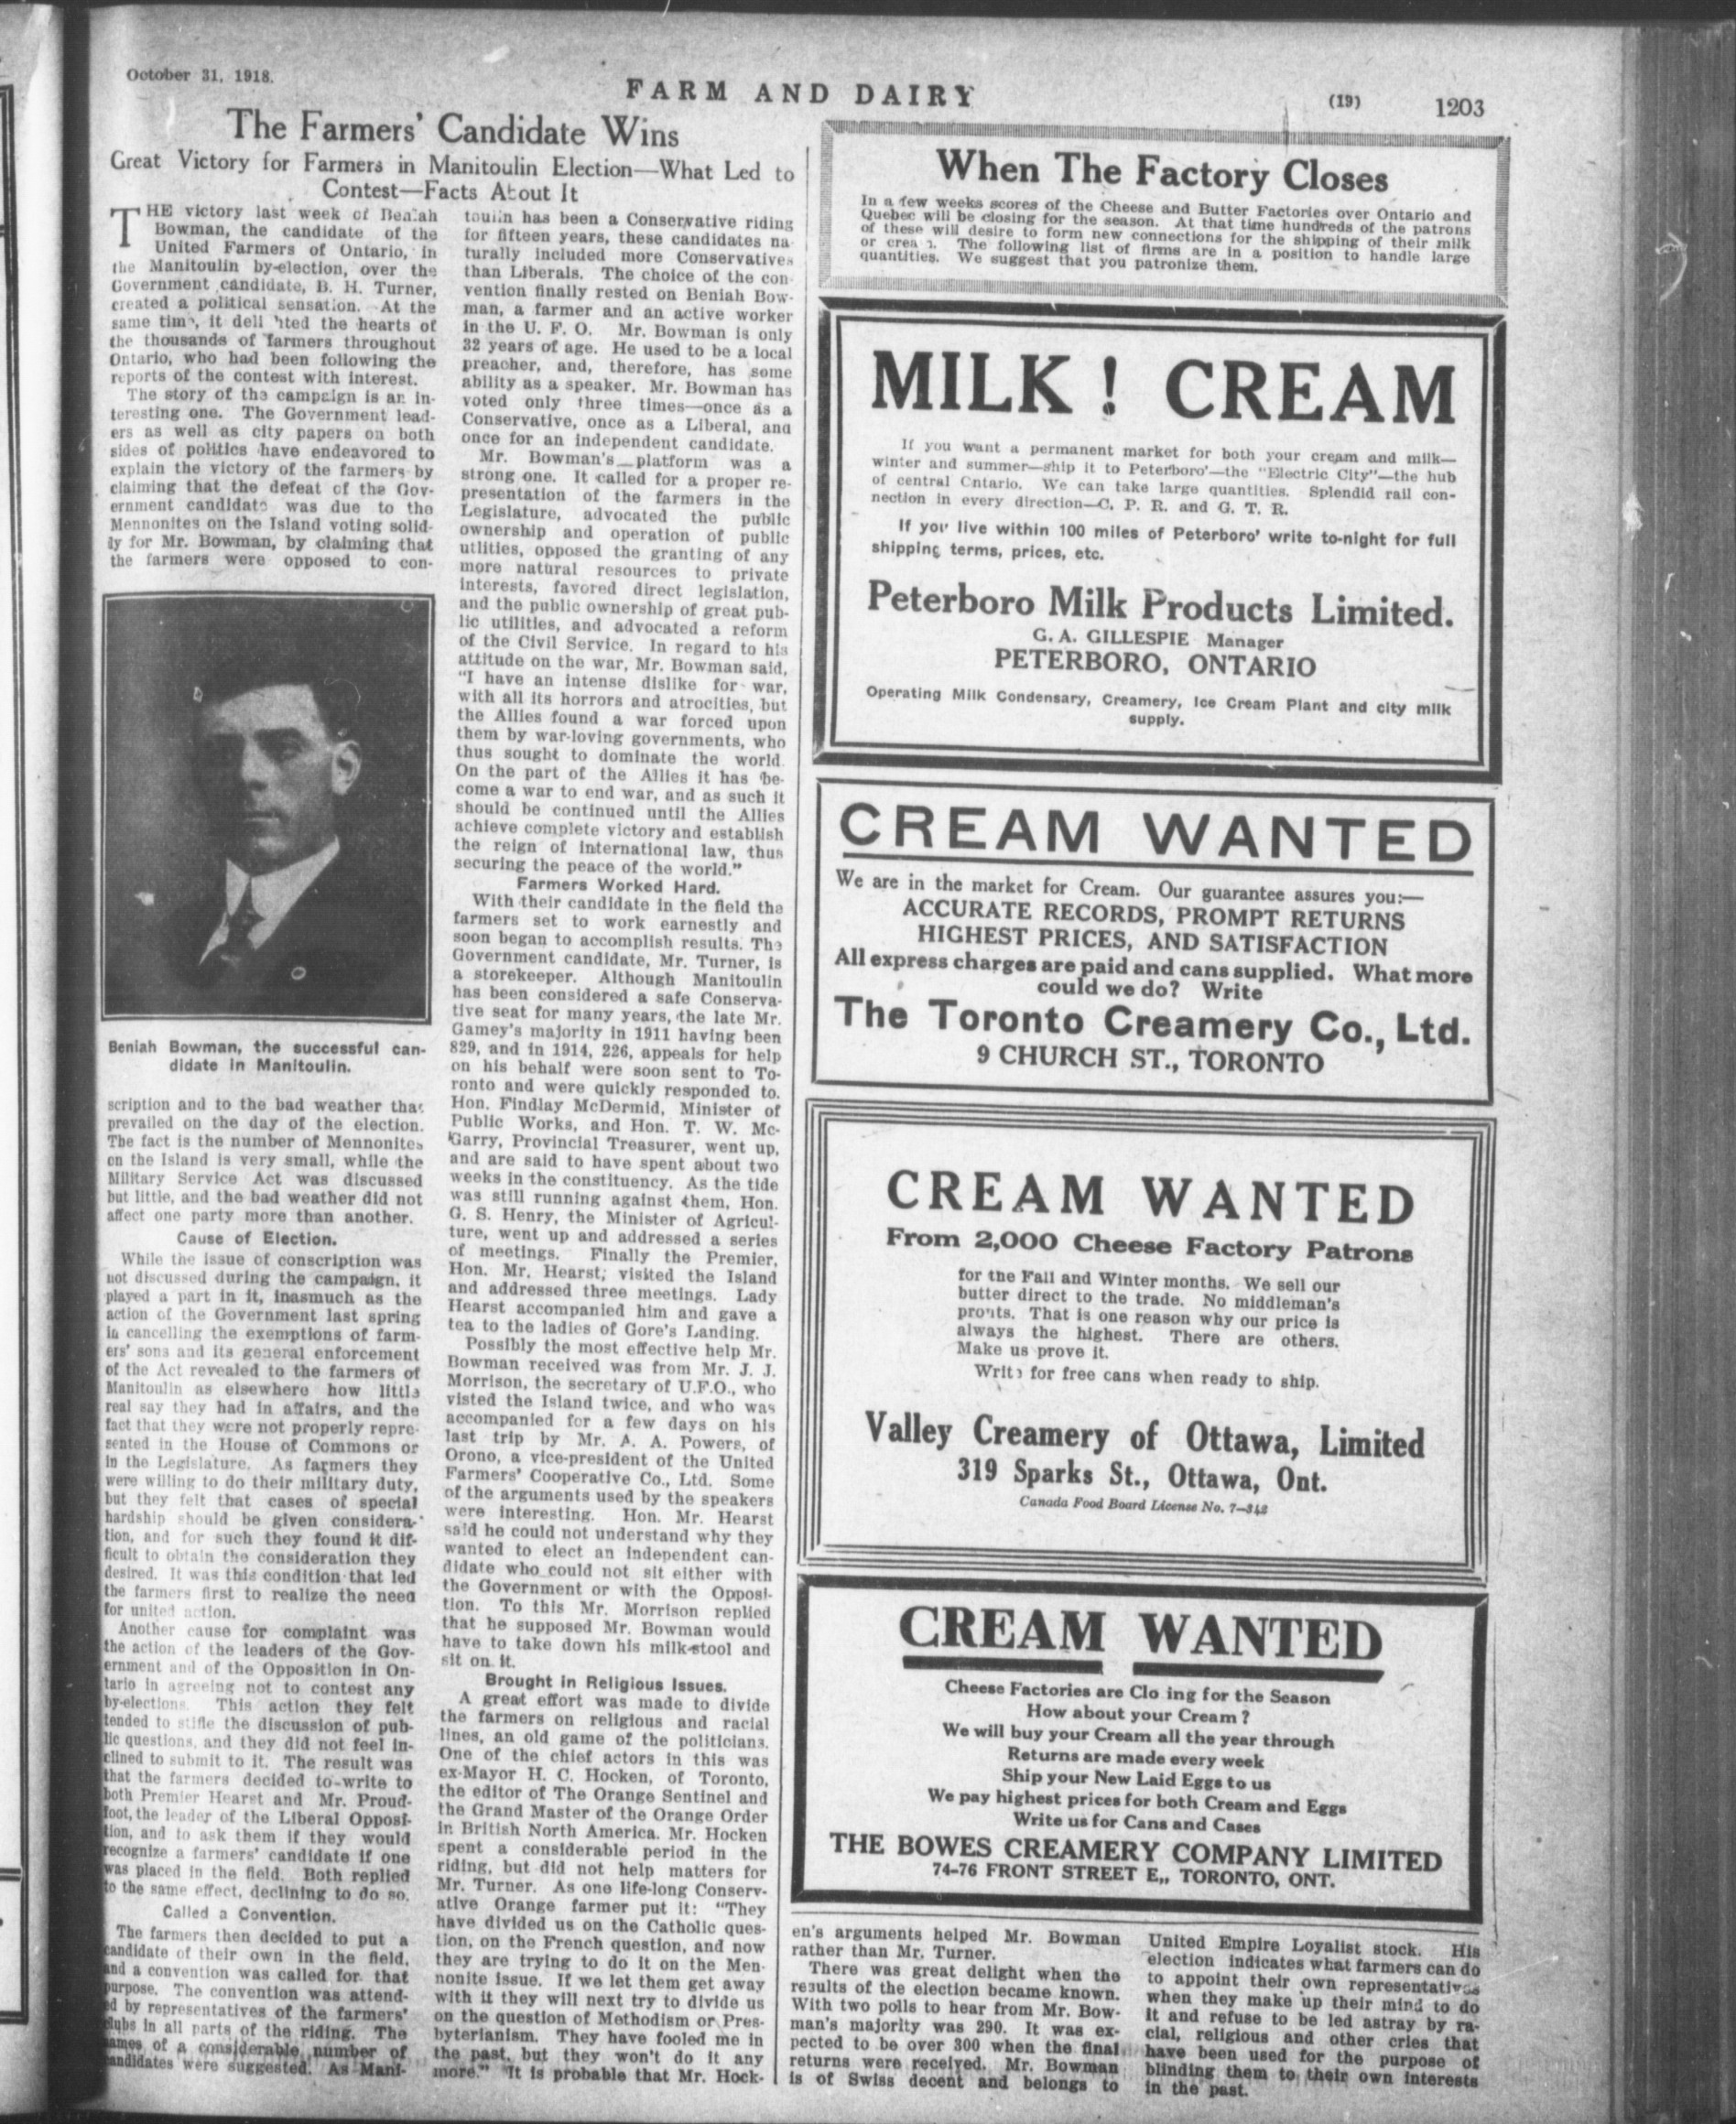 October 31, 1918.
FARM AND DAIRY
(19)
1203
The Farmers' Candidate Wins
Great Victory for Farmers in Manitoulin Election—What Led to
Contest—Facts About It
THE victory last week of Beniah
Bowman, the candidate of the
United Farmers of Ontario, in
the Manitoulin by-election, over the
Government candidate, B. H. Turner,
created a political sensation. At the
same time, it deli hted the hearts of
the thousands of farmers throughout
Ontario, who had been following the
reports of the contest with interest.
The story of the campaign is an in-
teresting one. The Government lead-
ers as well as city papers on both
sides of politics have endeavored to
explain the victory of the farmers by
claiming that the defeat of the Gov-
ernment candidate was due to the
Mennonites on the Island voting solid-
ly for Mr. Bowman, by claiming that
the farmers were opposed to con-
Beniah Bowman, the successful can-
didate in Manitoulin.
scription and to the bad weather that
prevailed on the day of the election.
The fact is the number of Mennonites
on the Island is very small, while the
Military Service Act was discussed
but little, and the bad weather did not
affect one party more than another.
Cause of Election.
While the issue of conscription was
not discussed during the campaign, it
played a part in it, inasmuch as the
action of the Government last spring
in cancelling the exemptions of farm-
ers' sons and its general enforcement
of the Act revealed to the farmers of
Manitoulin as elsewhere how little
real say they had in affairs, and the
fact that they were not properly repre-
sented in the House of Commons or
in the Legislature. As farmers they
were willing to do their military duty,
but they felt that cases of special
hardship should be given considera-
tion, and for such they found it dif-
ficult to obtain the consideration they
desired. It was this condition that led
the farmers first to realize the need
for united action.
Another cause for complaint was
the action of the leaders of the Gov-
ernment and of the Opposition in On-
tario in agreeing not to contest any
by-elections. This action they felt
tended to stifle the discussion of pub-
lic questions, and they did not feel in-
clined to submit to it. The result was
that the farmers decided to write to
both Premier Hearst and Mr. Proud-
foot, the leader of the Liberal Opposi-
tion, and to ask them if they would
recognize a farmers' candidate if one
was placed in the field. Both replied
to the same effect, declining to do so.
Called a Convention.
The farmers then decided to put a
candidate of their own in the field,
and a convention was called for that
purpose. The convention was attend-
ed by representatives of the farmers'
clubs in all parts of the riding. The
names of a considerable number of
candidates were suggested. As Mani-
toulin has been a Conservative riding
for fifteen years, these candidates na
turally included more Conservatives
than Liberals. The choice of the con-
vention finally rested on Beniah Bow-
man, a farmer and an active worker
in the U. F. O. Mr. Bowman is only
32 years of age. He used to be a local
preacher, and, therefore, has some
ability as a speaker. Mr. Bowman has
voted only three times—once as a
Conservative, once as a Liberal, and
once for an independent candidate.
Mr. Bowman's platform was a
strong one. It called for a proper re-
presentation of the farmers in the
Legislature, advocated the public
ownership and operation of public
utlities, opposed the granting of any
more natural resources to private
interests, favored direct legislation,
and the public ownership of great pub-
lic utilities, and advocated a reform
of the Civil Service. In regard to his
attitude on the war, Mr. Bowman said,
"I have an intense dislike for war,
with all its horrors and atrocities, but
the Allies found a war forced upon
them by war-loving governments, who
thus sought to dominate the world.
On the part of the Allies it has be-
come a war to end war, and as such it
should be continued until the Allies
achieve complete victory and establish
the reign of international law, thus
securing the peace of the world."
Farmers Worked Hard.
With their candidate in the field the
farmers set to work earnestly and
soon began to accomplish results. The
Government candidate, Mr. Turner, is
a storekeeper. Although Manitoulin
has been considered a safe Conserva-
tive seat for many years, the late Mr.
Gamey's majority in 1911 having been
829, and in 1914, 226, appeals for help
on his behalf were soon sent to To-
ronto and were quickly responded to.
Hon. Findlay McDermid, Minister of
Public Works, and Hon. T. W. Mc-
Garry, Provincial Treasurer, went up,
and are said to have spent about two
weeks in the constituency. As the tide
was still running against them, Hon.
G. S. Henry, the Minister of Agricul-
ture, went up and addressed a series
of meetings. Finally the Premier,
Hon. Mr. Hearst, visited the Island
and addressed three meetings. Lady
Hearst accompanied him and gave a
tea to the ladies of Gore's Landing.
Possibly the most effective help Mr.
Bowman received was from Mr. J. J.
Morrison, the secretary of U.F.O., who
visted the Island twice, and who was
accompanied for a few days on his
last trip by Mr. A. A. Powers, of
Orono, a vice-president of the United
Farmers' Cooperative Co., Ltd. Some
of the arguments used by the speakers
were interesting. Hon. Mr. Hearst
said he could not understand why they
wanted to elect an independent can-
didate who could not sit either with
the Government or with the Opposi-
tion. To this Mr. Morrison replied
that he supposed Mr. Bowman would
have to take down his milk-stool and
sit on it.
Brought in Religious Issues.
A great effort was made to divide
the farmers on religious and racial
lines, an old game of the politicians.
One of the chief actors in this was
ex-Mayor H. C. Hocken, of Toronto,
the editor of The Orange Sentinel and
the Grand Master of the Orange Order
in British North America. Mr. Hocken
spent a considerable period in the
riding, but did not help matters for
Mr. Turner. As one life-long Conserv-
ative Orange farmer put it: "They
have divided us on the Catholic ques-
tion, on the French question, and now
they are trying to do it on the Men-
nonite issue. If we let them get away
with it they will next try to divide us
on the question of Methodism or Pres-
byterianism. They have fooled me in
the past, but they won't do it any
more." It is probable that Mr. Hock-
When The Factory Closes
In a few weeks scores of the Cheese and Butter Factories over Ontario and
Quebec will be closing for the season. At that time hundreds of the patrons
of these will desire to form new connections for the shipping of their milk
or crea . The following list of firms are in a position to handle large
quantities. We suggest that you patronize them.
MILK! CREAM
If you want a permanent market for both your cream and milk—
winter and summer—ship it to Peterboro'—the "Electric City"—the hub
of central Ontario. We can take large quantities. Splendid rail con-
nection in every direction—C. P. R. and G. T. R.
If you live within 100 miles of Peterboro' write to-night for full
shipping terms, prices, etc.
Peterboro Milk Products Limited.
G. A. GILLESPIE Manager
PETERBORO, ONTARIO
Operating Milk Condensary, Creamery, Ice Cream Plant and city milk
supply.
CREAM WANTED
We are in the market for Cream. Our guarantee assures you:—
ACCURATE RECORDS, PROMPT RETURNS
HIGHEST PRICES, AND SATISFACTION
All express charges are paid and cans supplied. What more
could we do? Write
The Toronto Creamery Co., Ltd.
9 CHURCH ST., TORONTO
CREAM WANTED
From 2,000 Cheese Factory Patrons
for the Fall and Winter months. We sell our
butter direct to the trade. No middleman's
profits. That is one reason why our price is
always the highest. There are others.
Make us prove it.
Write for free cans when ready to ship.
Valley Creamery of Ottawa, Limited
319 Sparks St., Ottawa, Ont.
Canada Food Board License No. 7-342
CREAM WANTED
Cheese Factories are Clo ing for the Season
How about your Cream?
We will buy your Cream all the year through
Returns are made every week
Ship your New Laid Eggs to us
We pay highest prices for both Cream and Eggs
Write us for Cans and Cases
THE BOWES CREAMERY COMPANY LIMITED
74-76 FRONT STREET E,, TORONTO, ONT.
en's arguments helped Mr. Bowman
rather than Mr. Turner.
There was great delight when the
results of the election became known.
With two polls to hear from Mr. Bow-
man's majority was 290. It was ex-
pected to be over 300 when the final
returns were received. Mr. Bowman
is of Swiss decent and belongs to
United Empire Loyalist stock. His
election indicates what farmers can do
to appoint their own representatives
when they make up their mind to do
it and refuse to be led astray by ra-
cial, religious and other cries that
have been used for the purpose of
blinding them to their own interests
in the past.